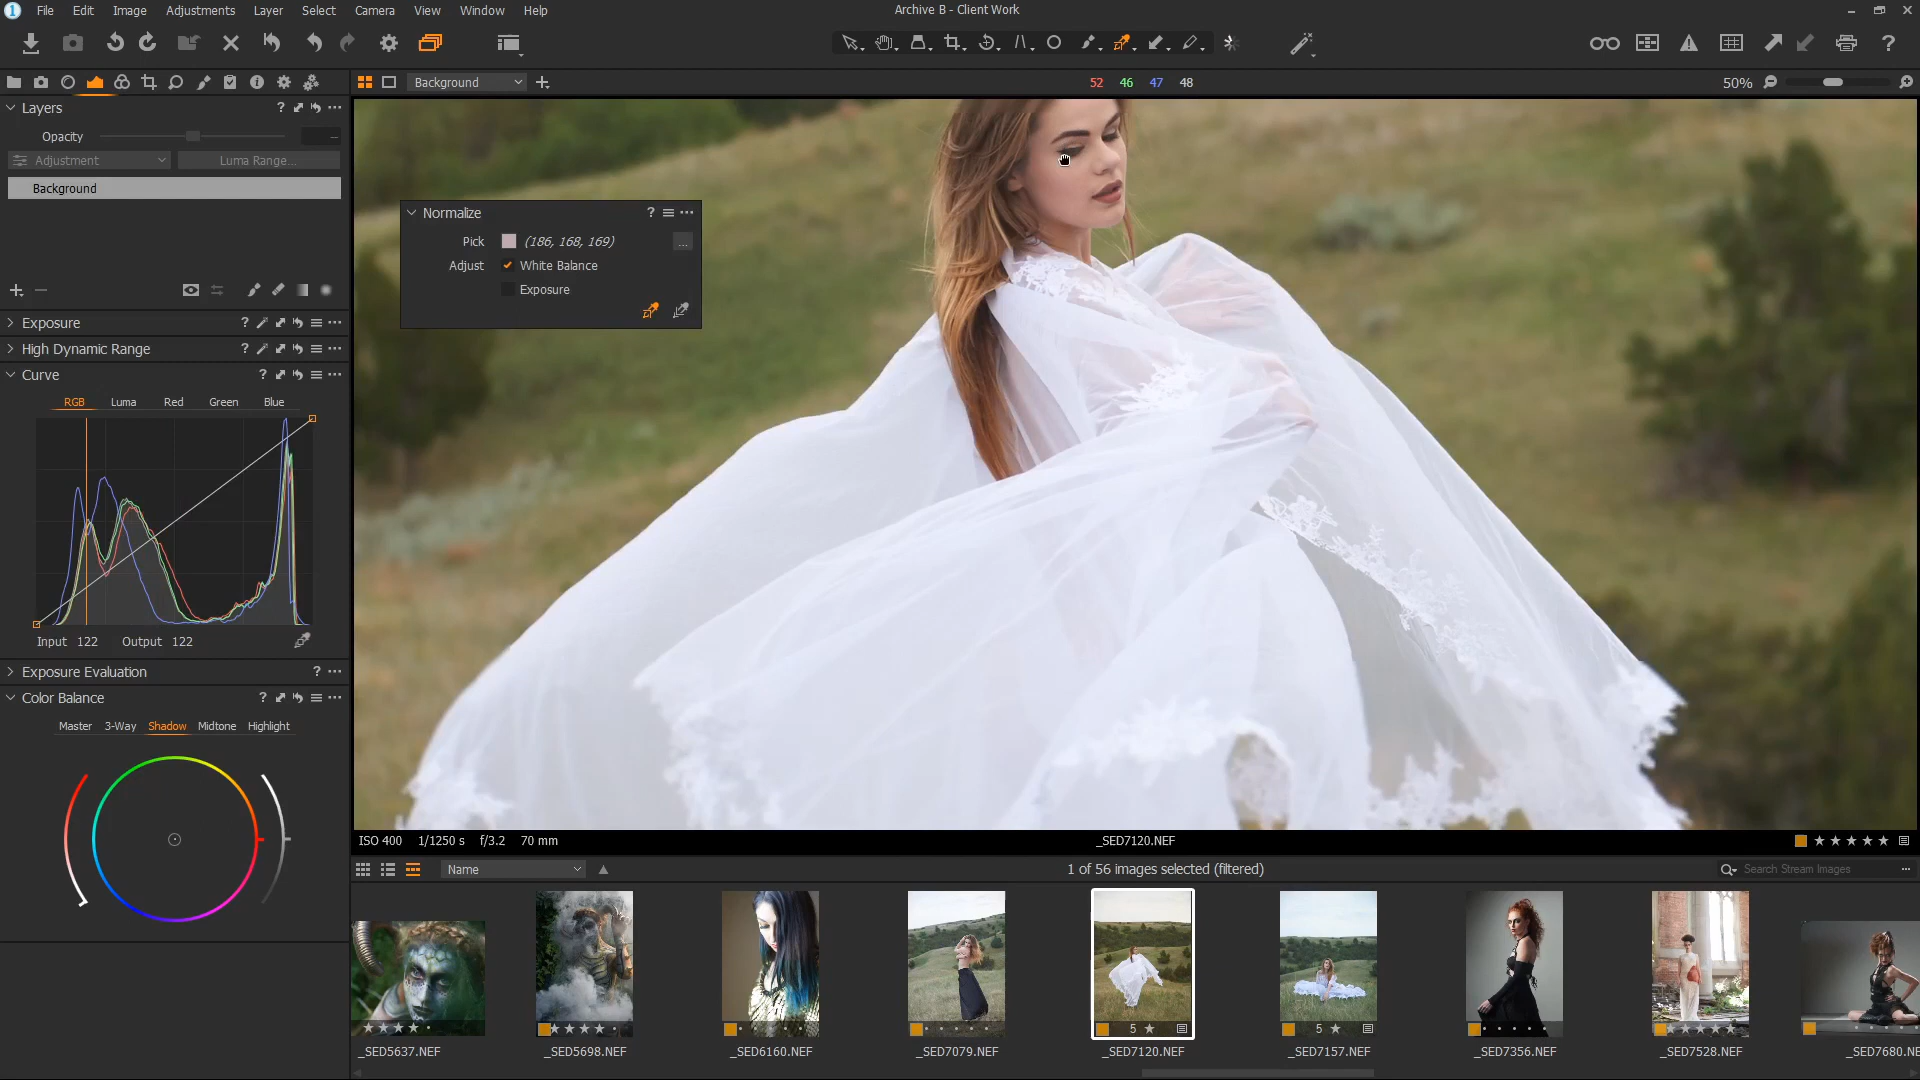 File Edit Image Adjustments Layer Select Camera View Window Help
Archive B - Client Work
Background
52 46 47 48
50%
Layers
Opacity
Adjustment
Luma Range...
Background
Normalize
Pick (186, 168, 169)
Adjust White Balance
Exposure
Exposure
High Dynamic Range
Curve
RGB Luma Red Green Blue
Input 122 Output 122
Exposure Evaluation
Color Balance
Master 3-Way Shadow Midtone Highlight
ISO 400 1/1250 s f/3.2 70 mm
_SED7120.NEF
Name
1 of 56 images selected (filtered)
Search Stream Images
5
5
_SED5637.NEF
_SED5698.NEF
_SED6160.NEF
_SED7079.NEF
_SED7120.NEF
_SED7157.NEF
_SED7356.NEF
_SED7528.NEF
_SED7680.NE